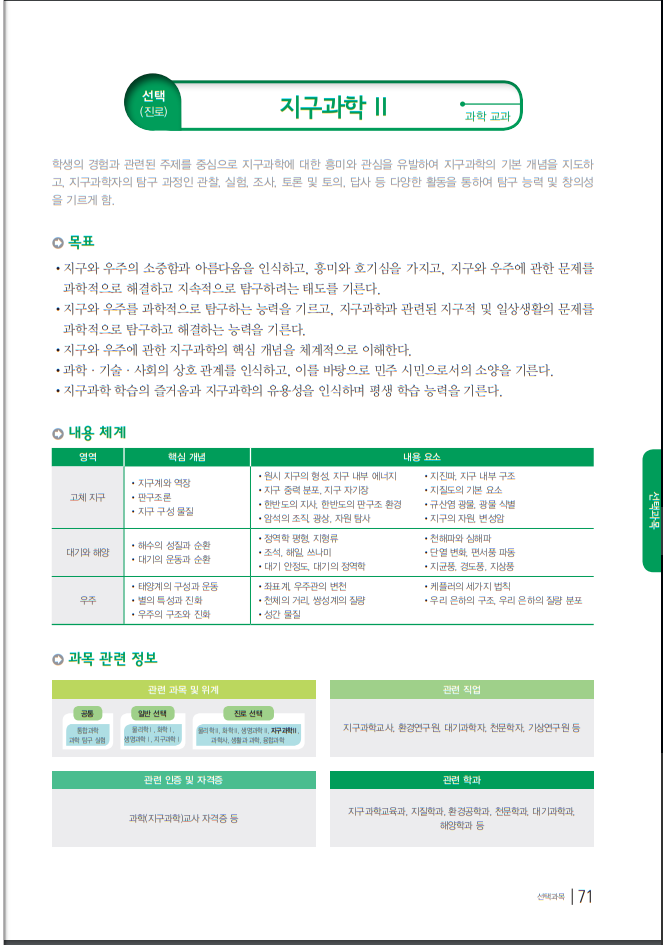 선택
(진로)
지구과학 II
과학 교과
학생의 경험과 관련된 주제를 중심으로 지구과학에 대한 흥미와 관심을 유발하여 지구과학의 기본 개념을 지도하
고, 지구과학자의 탐구 과정인 관찰, 실험, 조사, 토론 및 토의, 답사 등 다양한 활동을 통하여 탐구 능력 및 창의성
을 기르게 함.
목표
• 지구와 우주의 소중함과 아름다움을 인식하고, 흥미와 호기심을 가지고, 지구와 우주에 관한 문제를
과학적으로 해결하고 지속적으로 탐구하려는 태도를 기른다.
• 지구와 우주를 과학적으로 탐구하는 능력을 기르고, 지구과학과 관련된 지구적 및 일상생활의 문제를
과학적으로 탐구하고 해결하는 능력을 기른다.
• 지구와 우주에 관한 지구과학의 핵심 개념을 체계적으로 이해한다.
• 과학 · 기술 · 사회의 상호 관계를 인식하고, 이를 바탕으로 민주 시민으로서의 소양을 기른다.
• 지구과학 학습의 즐거움과 지구과학의 유용성을 인식하며 평생 학습 능력을 기른다.
내용 체계
영역 핵심 개념 내용 요소
고체 지구
• 지구계와 역장
• 판구조론
• 지구 구성 물질
• 원시 지구의 형성, 지구 내부 에너지
• 지구 중력 분포, 지구 자기장
• 한반도의 지사, 한반도의 판구조 환경
• 암석의 조직, 광상, 자원 탐사
• 지진파, 지구 내부 구조
• 지질도의 기본 요소
• 규산염 광물, 광물 식별
• 지구의 자원, 변성암
대기와 해양
• 해수의 성질과 순환
• 대기의 운동과 순환
• 정역학 평형, 지형류
• 조석, 해일, 쓰나미
• 대기 안정도, 대기의 정역학
• 천해파와 심해파
• 단열 변화, 편서풍 파동
• 지균풍, 경도풍, 지상풍
우주
• 태양계의 구성과 운동
• 별의 특성과 진화
• 우주의 구조와 진화
• 좌표계, 우주관의 변천
• 천체의 거리, 쌍성계의 질량
• 성간 물질
• 케플러의 세가지 법칙
• 우리 은하의 구조, 우리 은하의 질량 분포
선택과목
과목 관련 정보
관련 과목 및 위계
공통
통합과학
과학 탐구 실험
일반 선택
물리학Ⅰ, 화학Ⅰ,
생명과학Ⅰ, 지구과학Ⅰ
진로 선택
물리학Ⅱ, 화학Ⅱ, 생명과학Ⅱ, 지구과학Ⅱ,
과학사, 생활과 과학, 융합과학
관련 직업
지구과학교사, 환경연구원, 대기과학자, 천문학자, 기상연구원 등
관련 인증 및 자격증
과학(지구과학)교사 자격증 등
관련 학과
지구과학교육과, 지질학과, 환경공학과, 천문학과, 대기과학과,
해양학과 등
선택과목 71